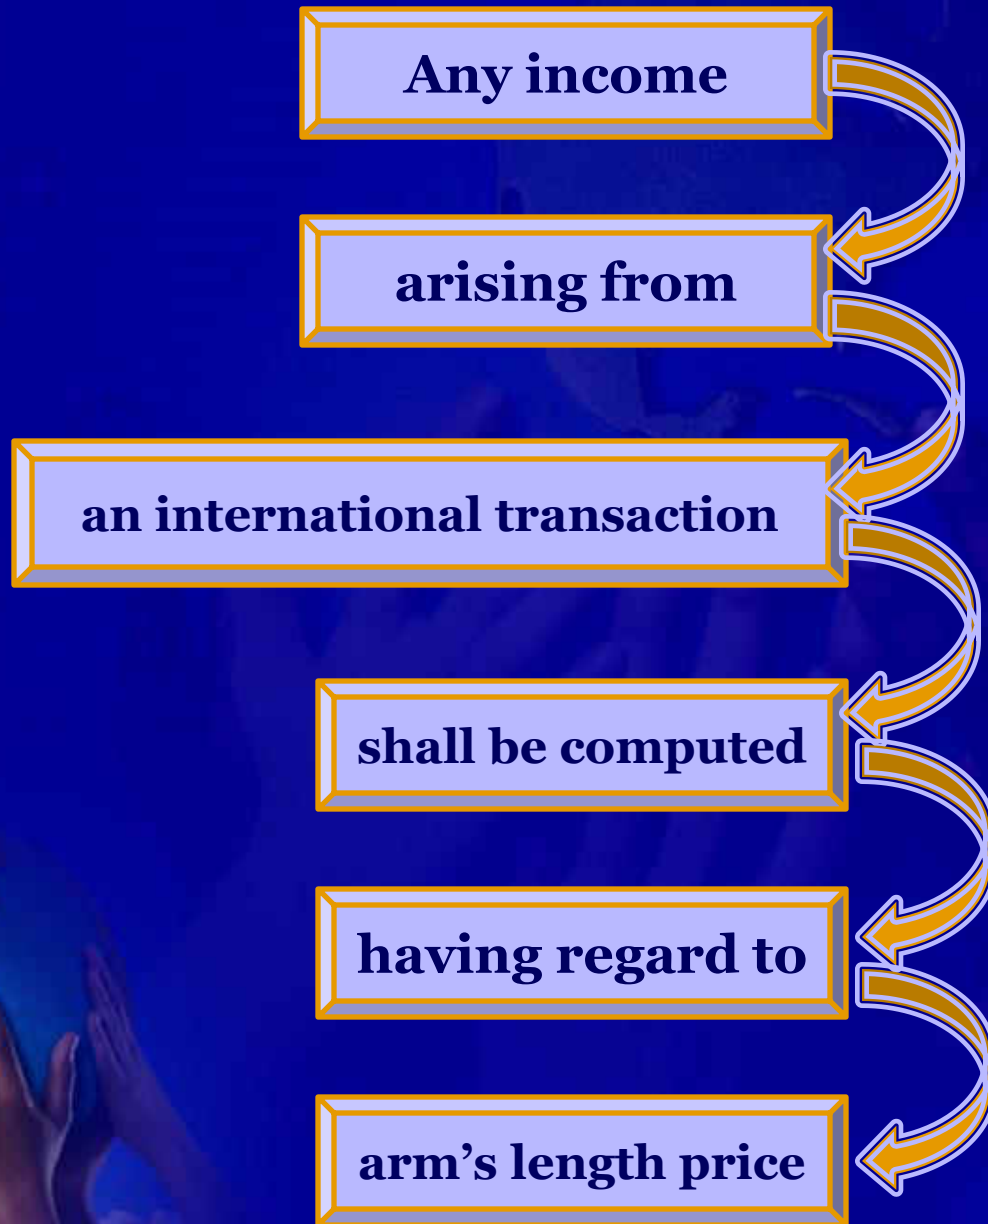 Any income
arising from
an international transaction
shall be computed
having regard to
arm’s length price